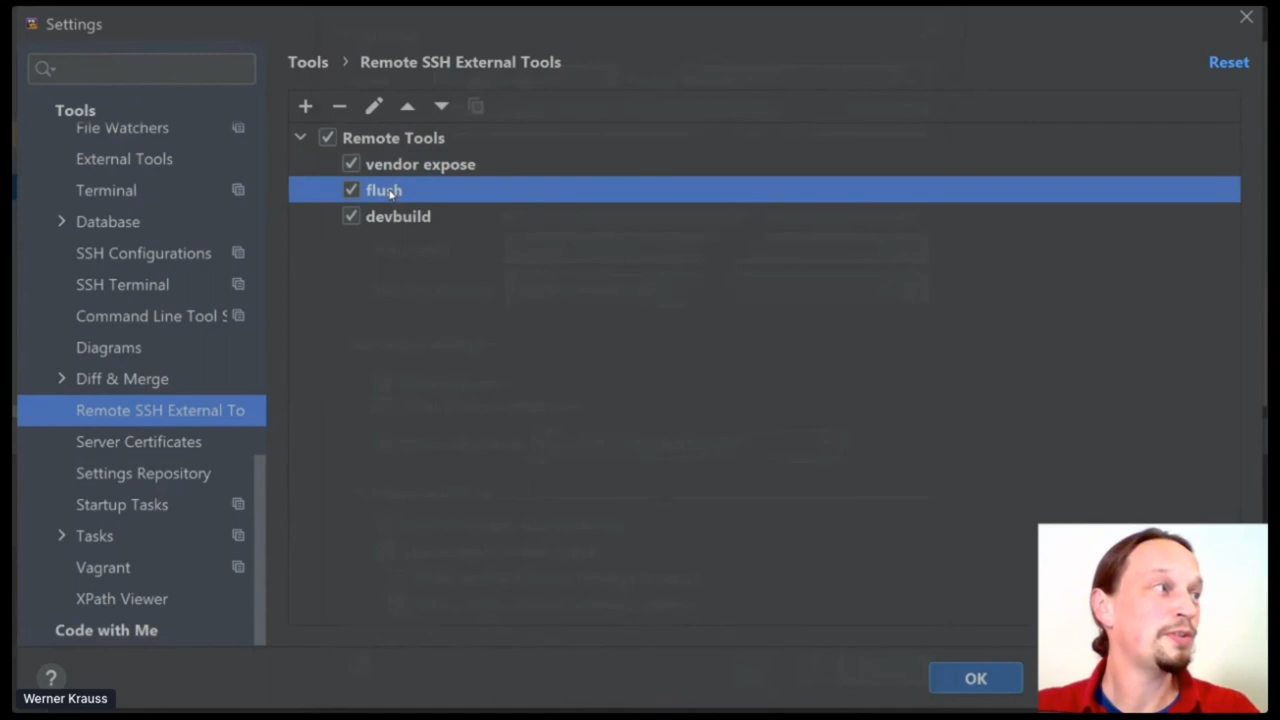 Settings
Tools
File Watchers
External Tools
Terminal
Database
SSH Configurations
SSH Terminal
Command Line Tool S
Diagrams
Diff & Merge
Remote SSH External To
Server Certificates
Settings Repository
Startup Tasks
Tasks
Vagrant
XPath Viewer
Code with Me
Tools › Remote SSH External Tools
Reset
Remote Tools
vendor expose
flush
devbuild
?
OK
Werner Krauss